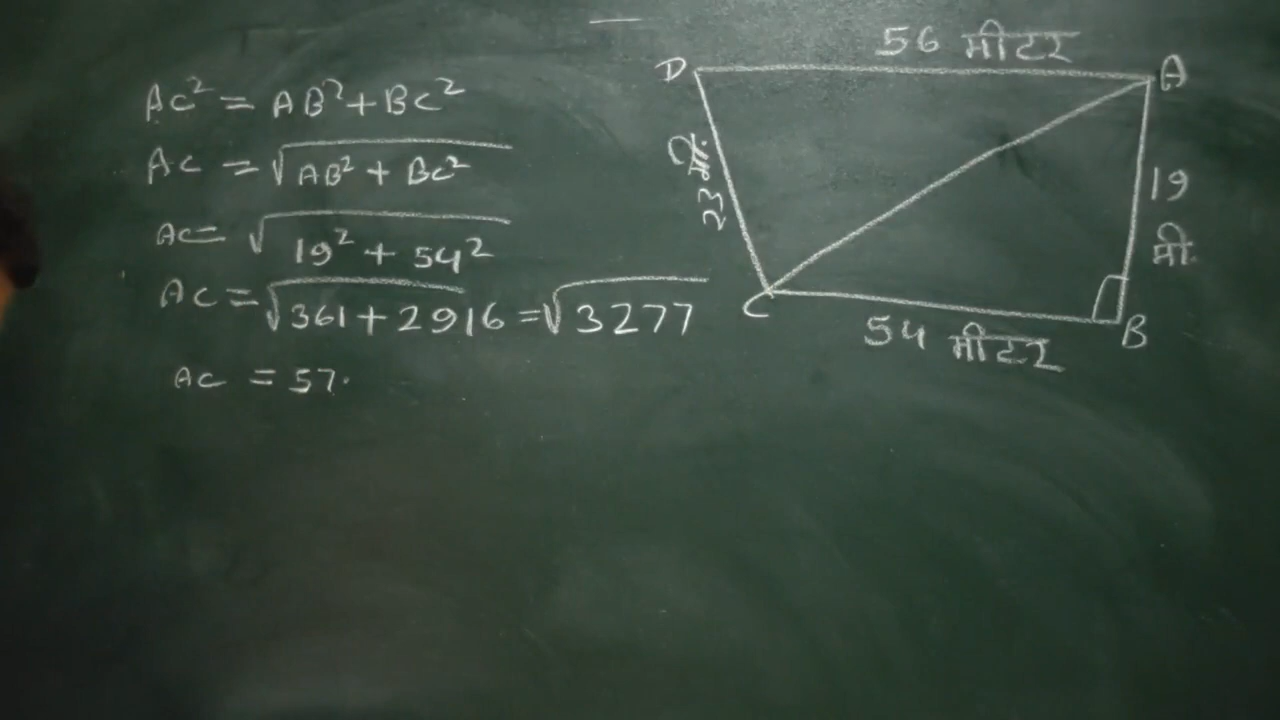 AC² = AB² + BC²
AC = √AB² + BC²
AC = √19² + 54²
AC = √361 + 2916 = √3277
AC = 57.
56 मीटर
D
A
23 मी.
19
मी.
C
B
54 मीटर